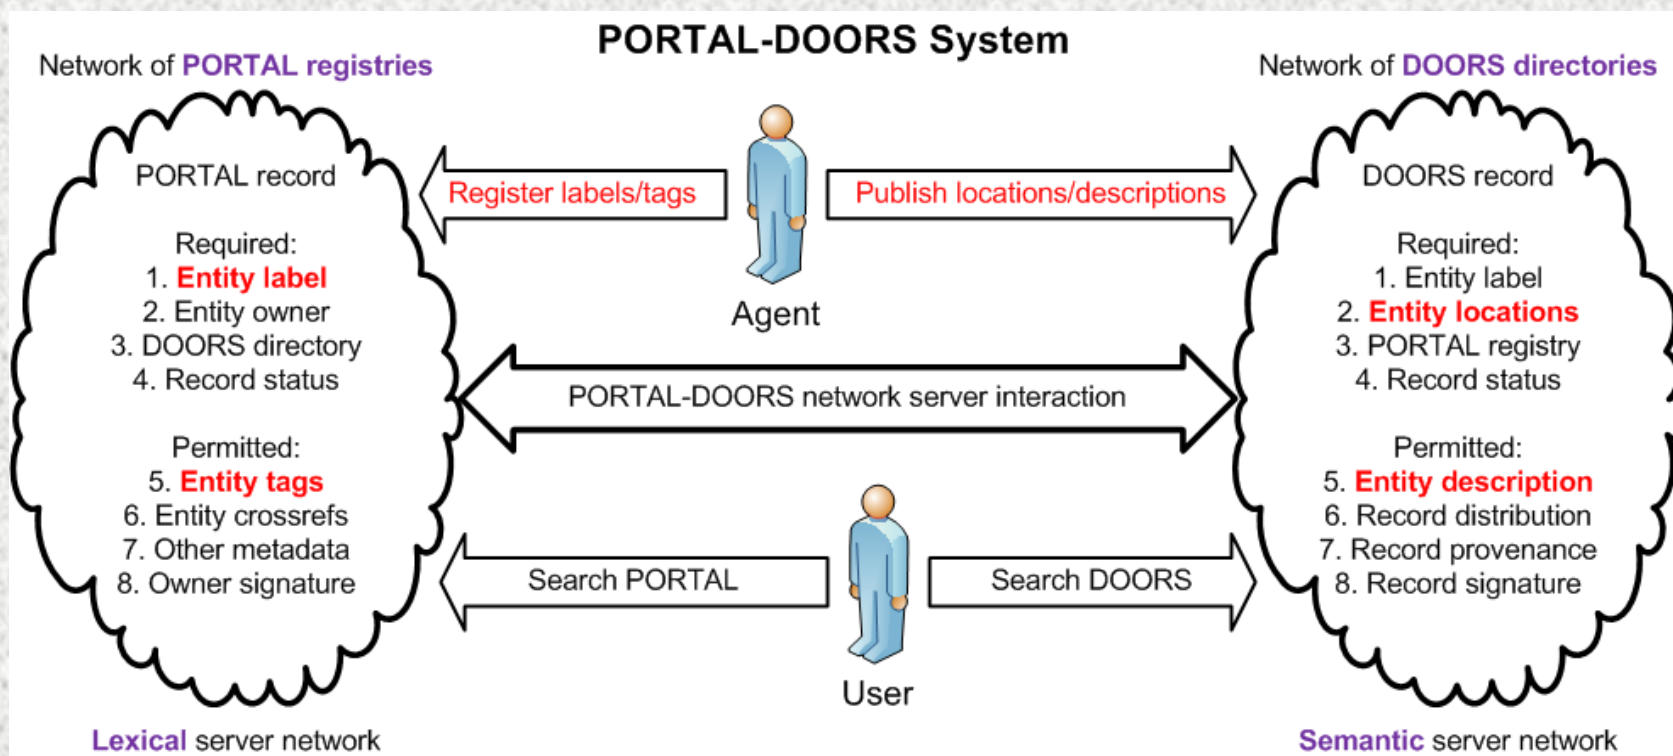 PORTAL-DOORS System
Network of PORTAL registries
PORTAL record
Required:
1. Entity label
2. Entity owner
3. DOORS directory
4. Record status
Permitted:
5. Entity tags
6. Entity crossrefs
7. Other metadata
8. Owner signature
Lexical server network
Register labels/tags
Publish locations/descriptions
Agent
PORTAL-DOORS network server interaction
Search PORTAL
Search DOORS
User
Network of DOORS directories
DOORS record
Required:
1. Entity label
2. Entity locations
3. PORTAL registry
4. Record status
Permitted:
5. Entity description
6. Record distribution
7. Record provenance
8. Record signature
Semantic server network